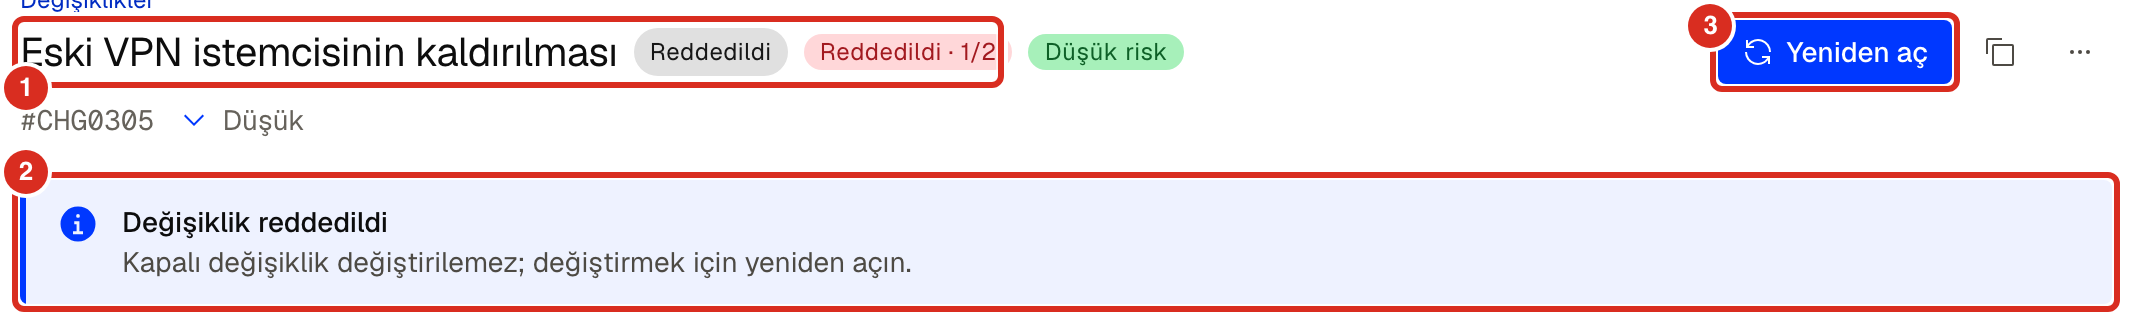 Değişiklikler
Eski VPN istemcisinin kaldırılması Reddedildi Reddedildi · 1/2 Düşük risk 3 Yeniden aç ···
1
#CHG0305 Düşük
2
Değişiklik reddedildi
Kapalı değişiklik değiştirilemez; değiştirmek için yeniden açın.